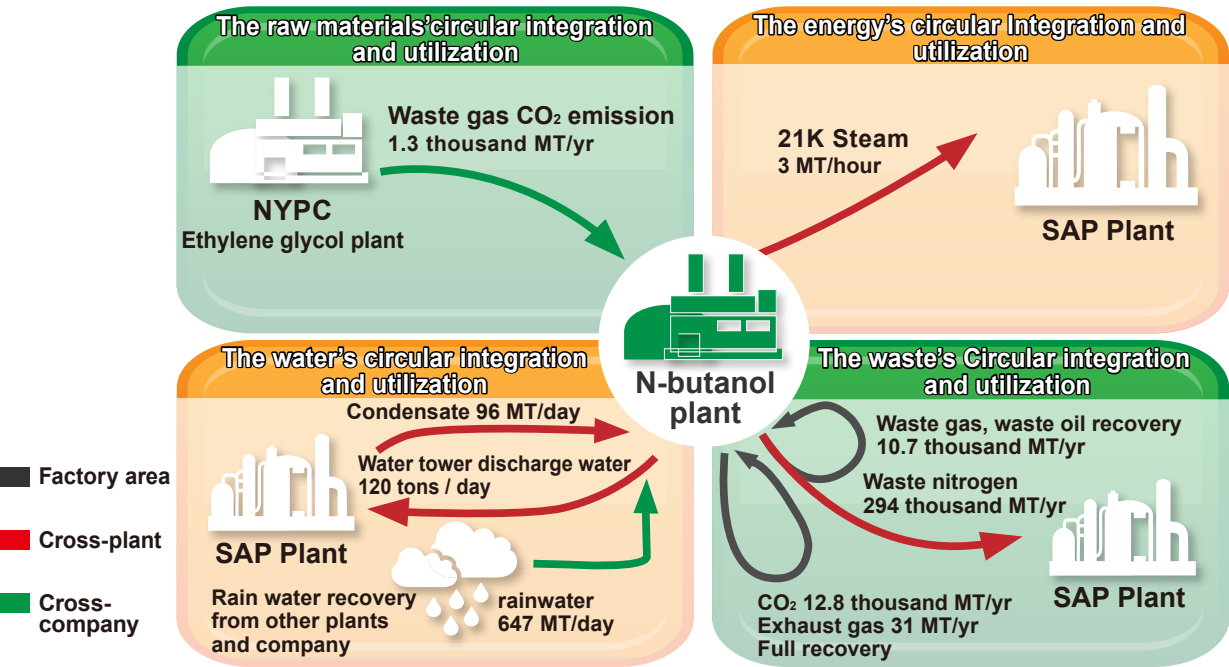 The raw materials'circular integration
and utilization
Waste gas CO₂ emission
1.3 thousand MT/yr
NYPC
Ethylene glycol plant
The energy's circular Integration and
utilization
21K Steam
3 MT/hour
SAP Plant
N-butanol
plant
The water's circular integration
and utilization
Condensate 96 MT/day
Water tower discharge water
120 tons / day
SAP Plant
Rain water recovery
from other plants
and company
rainwater
647 MT/day
The waste's Circular integration
and utilization
Waste gas, waste oil recovery
10.7 thousand MT/yr
Waste nitrogen
294 thousand MT/yr
SAP Plant
CO₂ 12.8 thousand MT/yr
Exhaust gas 31 MT/yr
Full recovery
Factory area
Cross-plant
Cross-
company